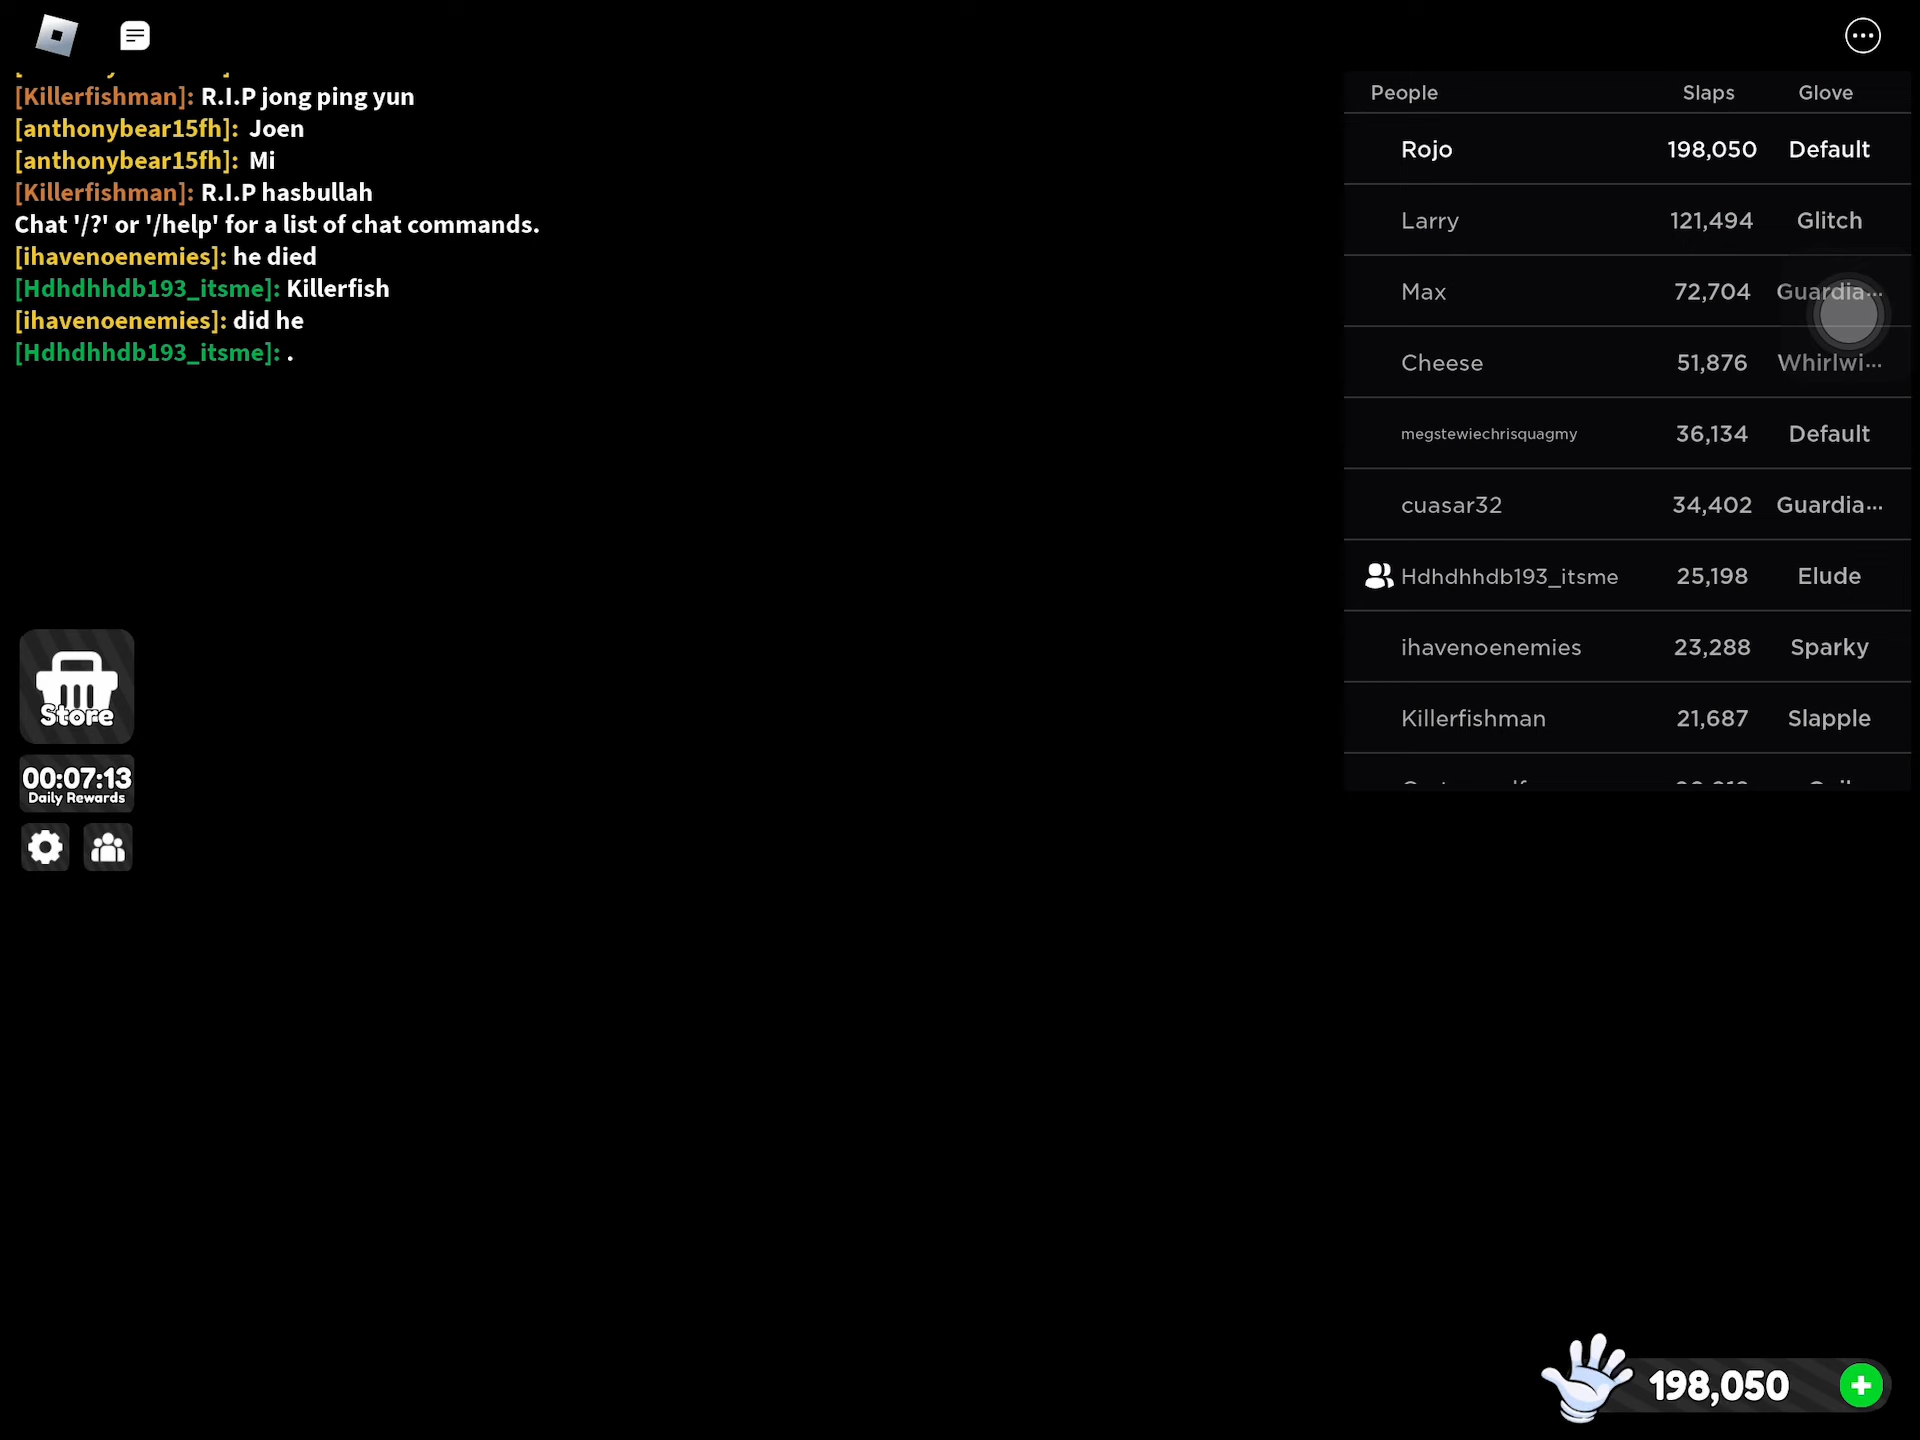 [Killerfishman]: R.I.P jong ping yun
[anthonybear15fh]: Joen
[anthonybear15fh]: Mi
[Killerfishman]: R.I.P hasbullah
Chat '/?' or '/help' for a list of chat commands.
[ihavenoenemies]: he died
[Hdhdhhdb193_itsme]: Killerfish
[ihavenoenemies]: did he
[Hdhdhhdb193_itsme]: .
Store
00:07:13
Daily Rewards
People Slaps Glove
Rojo 198,050 Default
Larry 121,494 Glitch
Max 72,704 Guardia...
Cheese 51,876 Whirlwi...
megstewiechrisquagmy 36,134 Default
cuasar32 34,402 Guardia...
Hdhdhhdb193_itsme 25,198 Elude
ihavenoenemies 23,288 Sparky
Killerfishman 21,687 Slapple
198,050